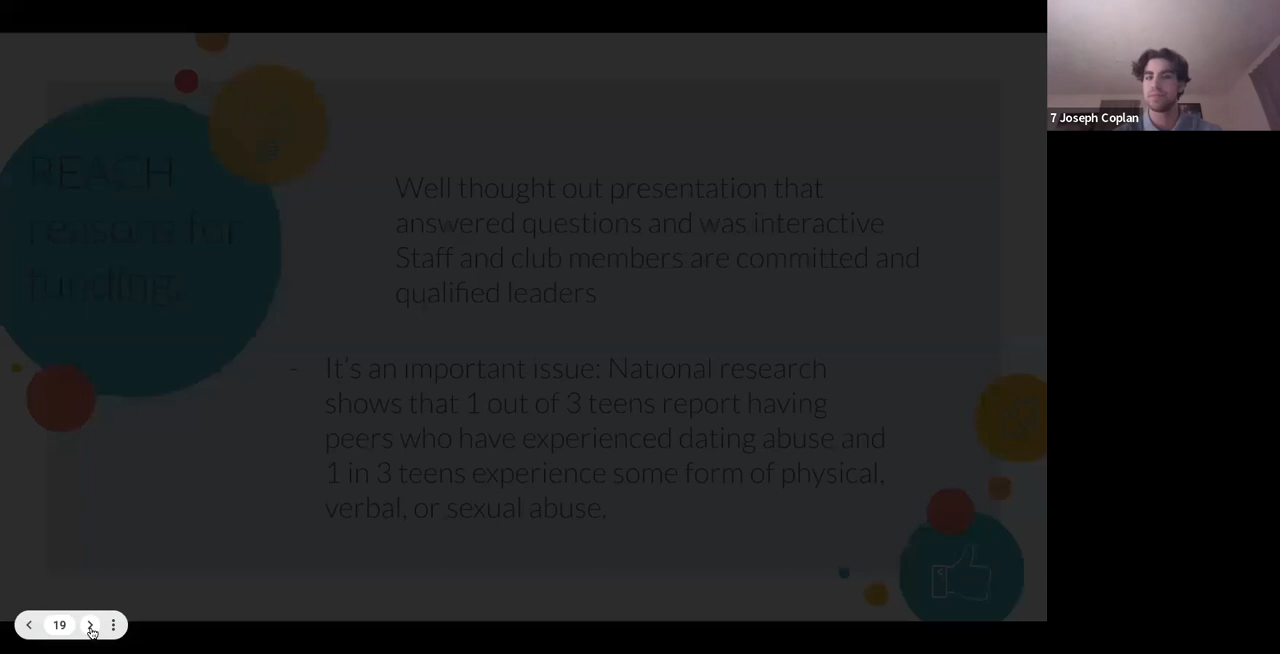 REACH
reasons for
funding.
Well thought out presentation that
answered questions and was interactive
Staff and club members are committed and
qualified leaders
- It's an important issue: National research
shows that 1 out of 3 teens report having
peers who have experienced dating abuse and
1 in 3 teens experience some form of physical,
verbal, or sexual abuse.
7 Joseph Coplan
19